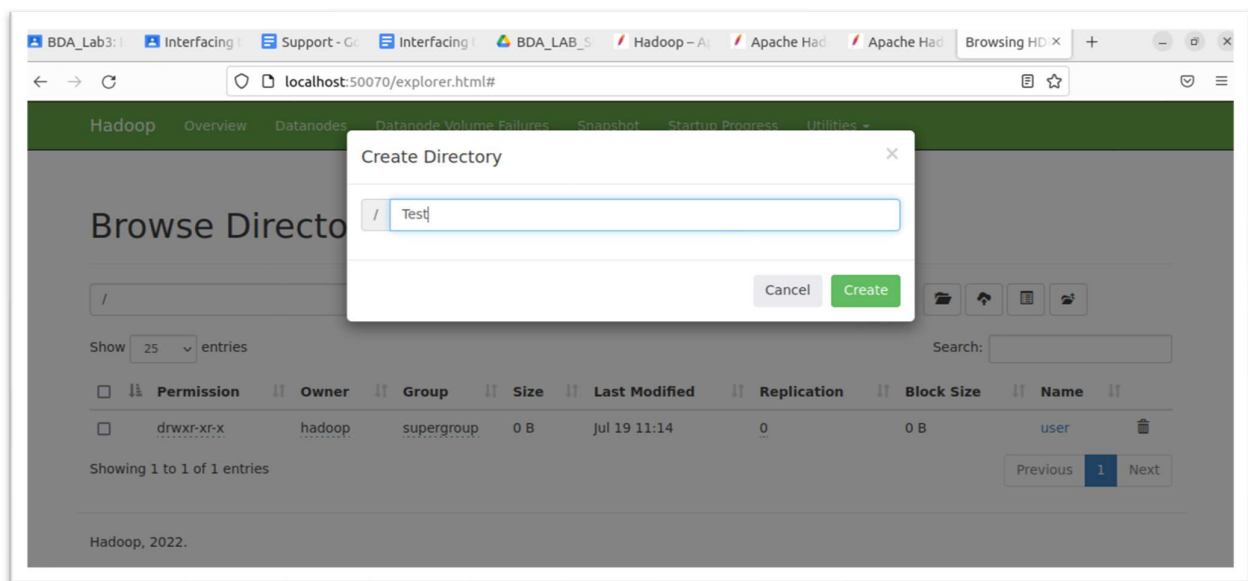 BDA_Lab3: Interfacing Support - Go Interfacing BDA_LAB_S Hadoop – A Apache Had Apache Had Browsing HD × + – ×
localhost:50070/explorer.html#
Hadoop Overview Datanodes Datanode Volume Failures Snapshot Startup Progress Utilities
Create Directory ×
/ Test
Browse Directo
Cancel Create
/
Show 25 entries Search:
Permission Owner Group Size Last Modified Replication Block Size Name
drwxr-xr-x hadoop supergroup 0 B Jul 19 11:14 0 0 B user
Showing 1 to 1 of 1 entries Previous 1 Next
Hadoop, 2022.